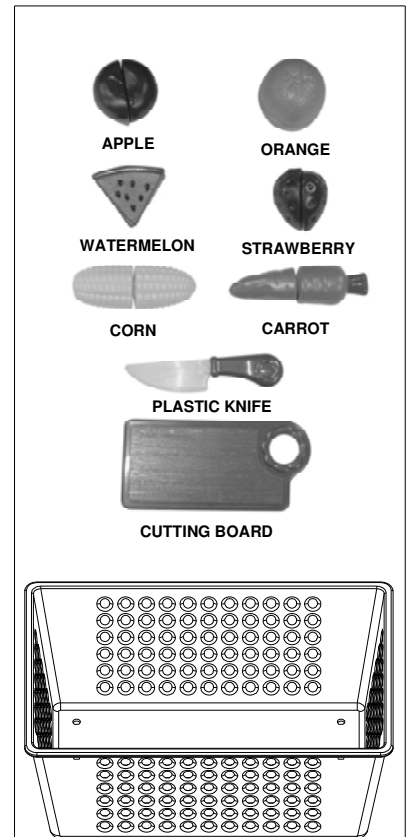 APPLE
ORANGE
WATERMELON
STRAWBERRY
CORN
CARROT
PLASTIC KNIFE
CUTTING BOARD